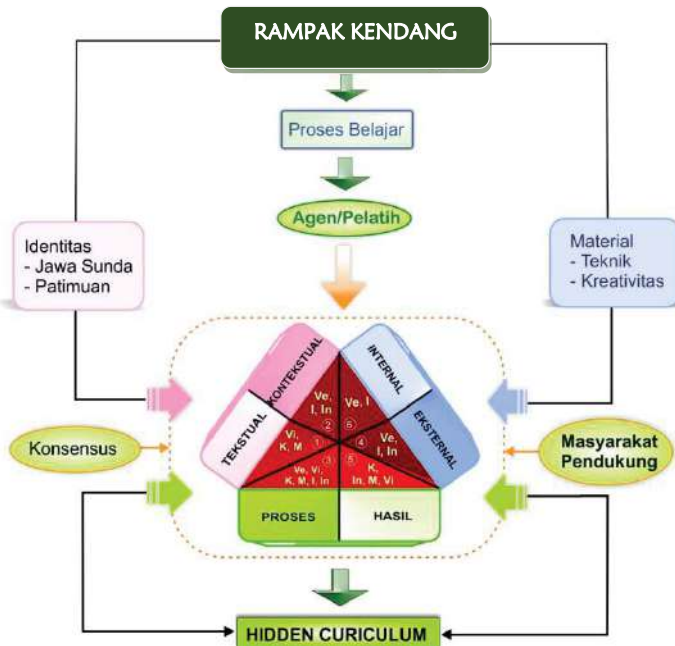 RAMPAK KENDANG
Proses Belajar
Agen/Pelatih
Identitas
- Jawa Sunda
- Patimuan
Material
- Teknik
- Kreativitas
KONTEKSTUAL
INTERNAL
TEKSTUAL
EKSTERNAL
Ve,
I, In
②
Ve, I
⑥
Vi,
K, M
①
④
Ve,
I, In
③
Ve, Vi,
K, M, I, In
⑤
K,
In, M, Vi
PROSES
HASIL
Konsensus
Masyarakat
Pendukung
HIDDEN CURICULUM